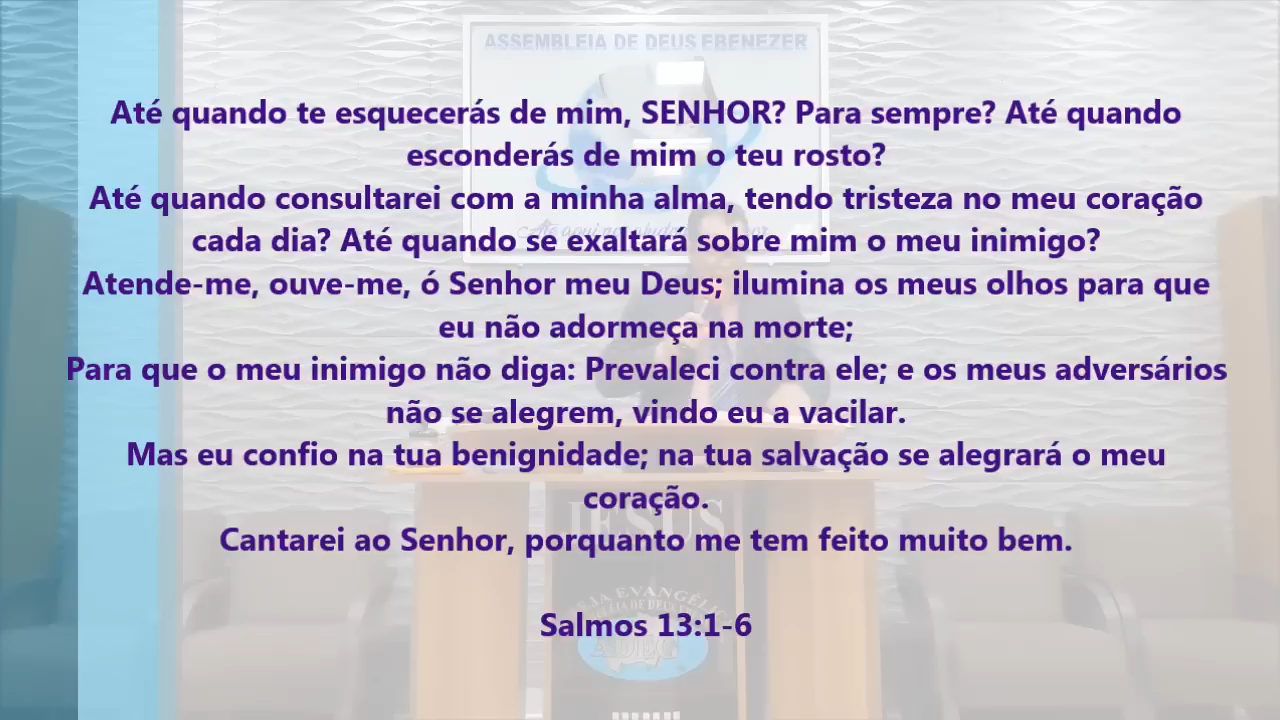 ASSEMBLEIA DE DEUS EBENEZER
Até quando te esquecerás de mim, SENHOR? Para sempre? Até quando
esconderás de mim o teu rosto?
Até quando consultarei com a minha alma, tendo tristeza no meu coração
cada dia? Até quando se exaltará sobre mim o meu inimigo?
Atende-me, ouve-me, ó Senhor meu Deus; ilumina os meus olhos para que
eu não adormeça na morte;
Para que o meu inimigo não diga: Prevaleci contra ele; e os meus adversários
não se alegrem, vindo eu a vacilar.
Mas eu confio na tua benignidade; na tua salvação se alegrará o meu
coração.
Cantarei ao Senhor, porquanto me tem feito muito bem.
Salmos 13:1-6
JESUS